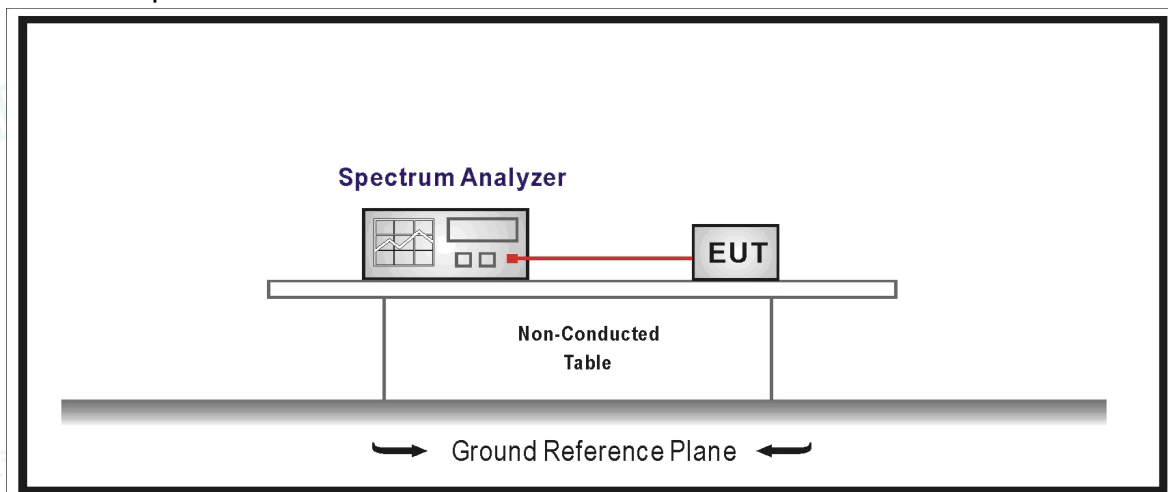 Spectrum Analyzer
EUT
Non-Conducted
Table
Ground Reference Plane